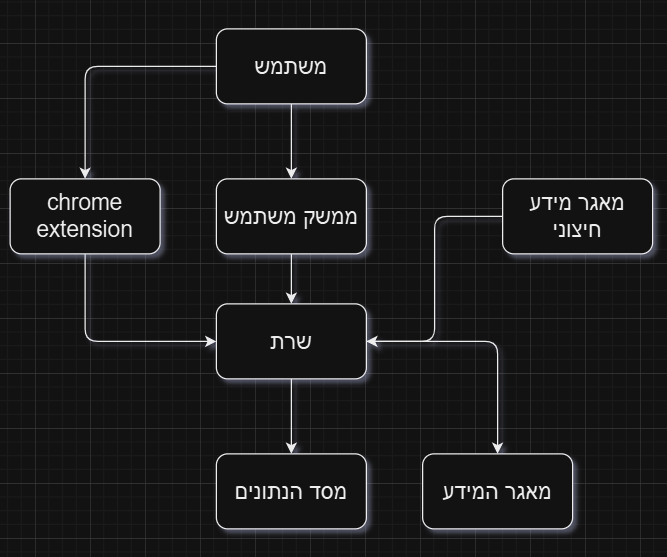 משתמש
chrome
extension
ממשק משתמש
מאגר מידע
חיצוני
שרת
מסד הנתונים
מאגר המידע